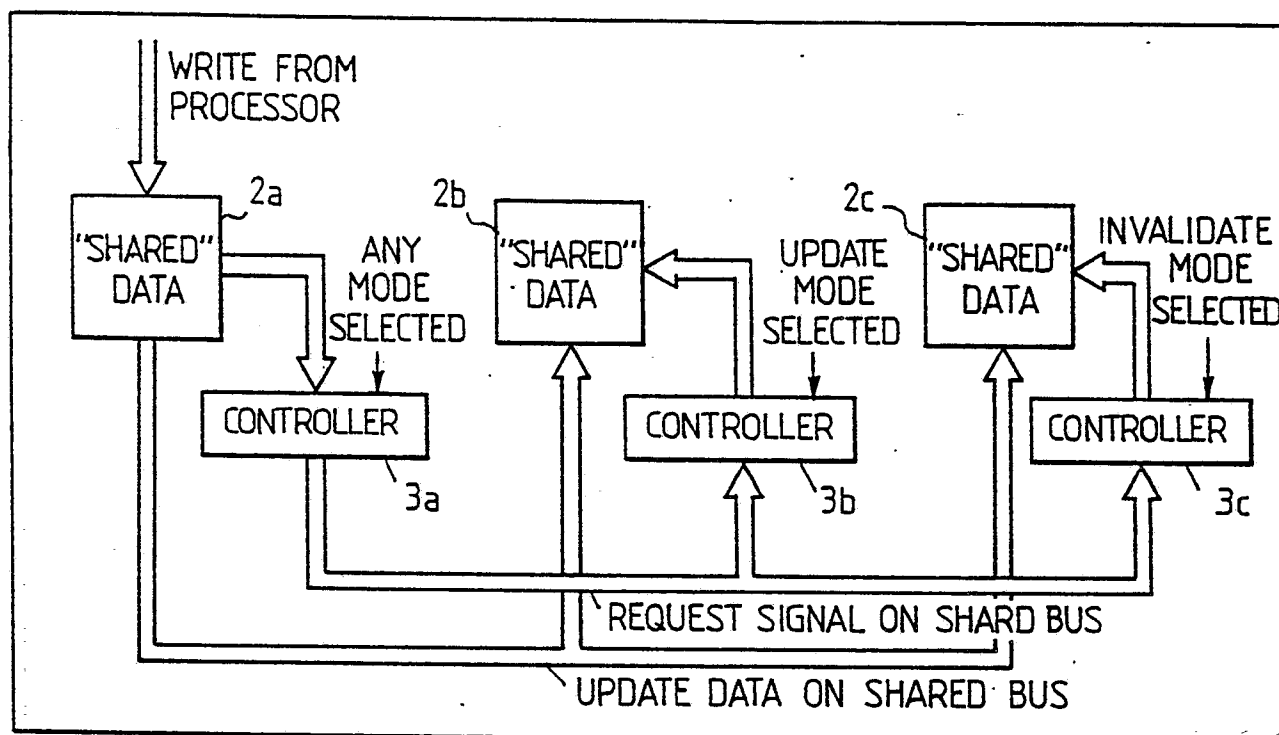 WRITE FROM
PROCESSOR
2a
"SHARED"
DATA
ANY
MODE
SELECTED
CONTROLLER
3a
2b
"SHARED"
DATA
UPDATE
MODE
SELECTED
CONTROLLER
3b
2c
"SHARED"
DATA
INVALIDATE
MODE
SELECTED
CONTROLLER
3c
REQUEST SIGNAL ON SHARD BUS
UPDATE DATA ON SHARED BUS